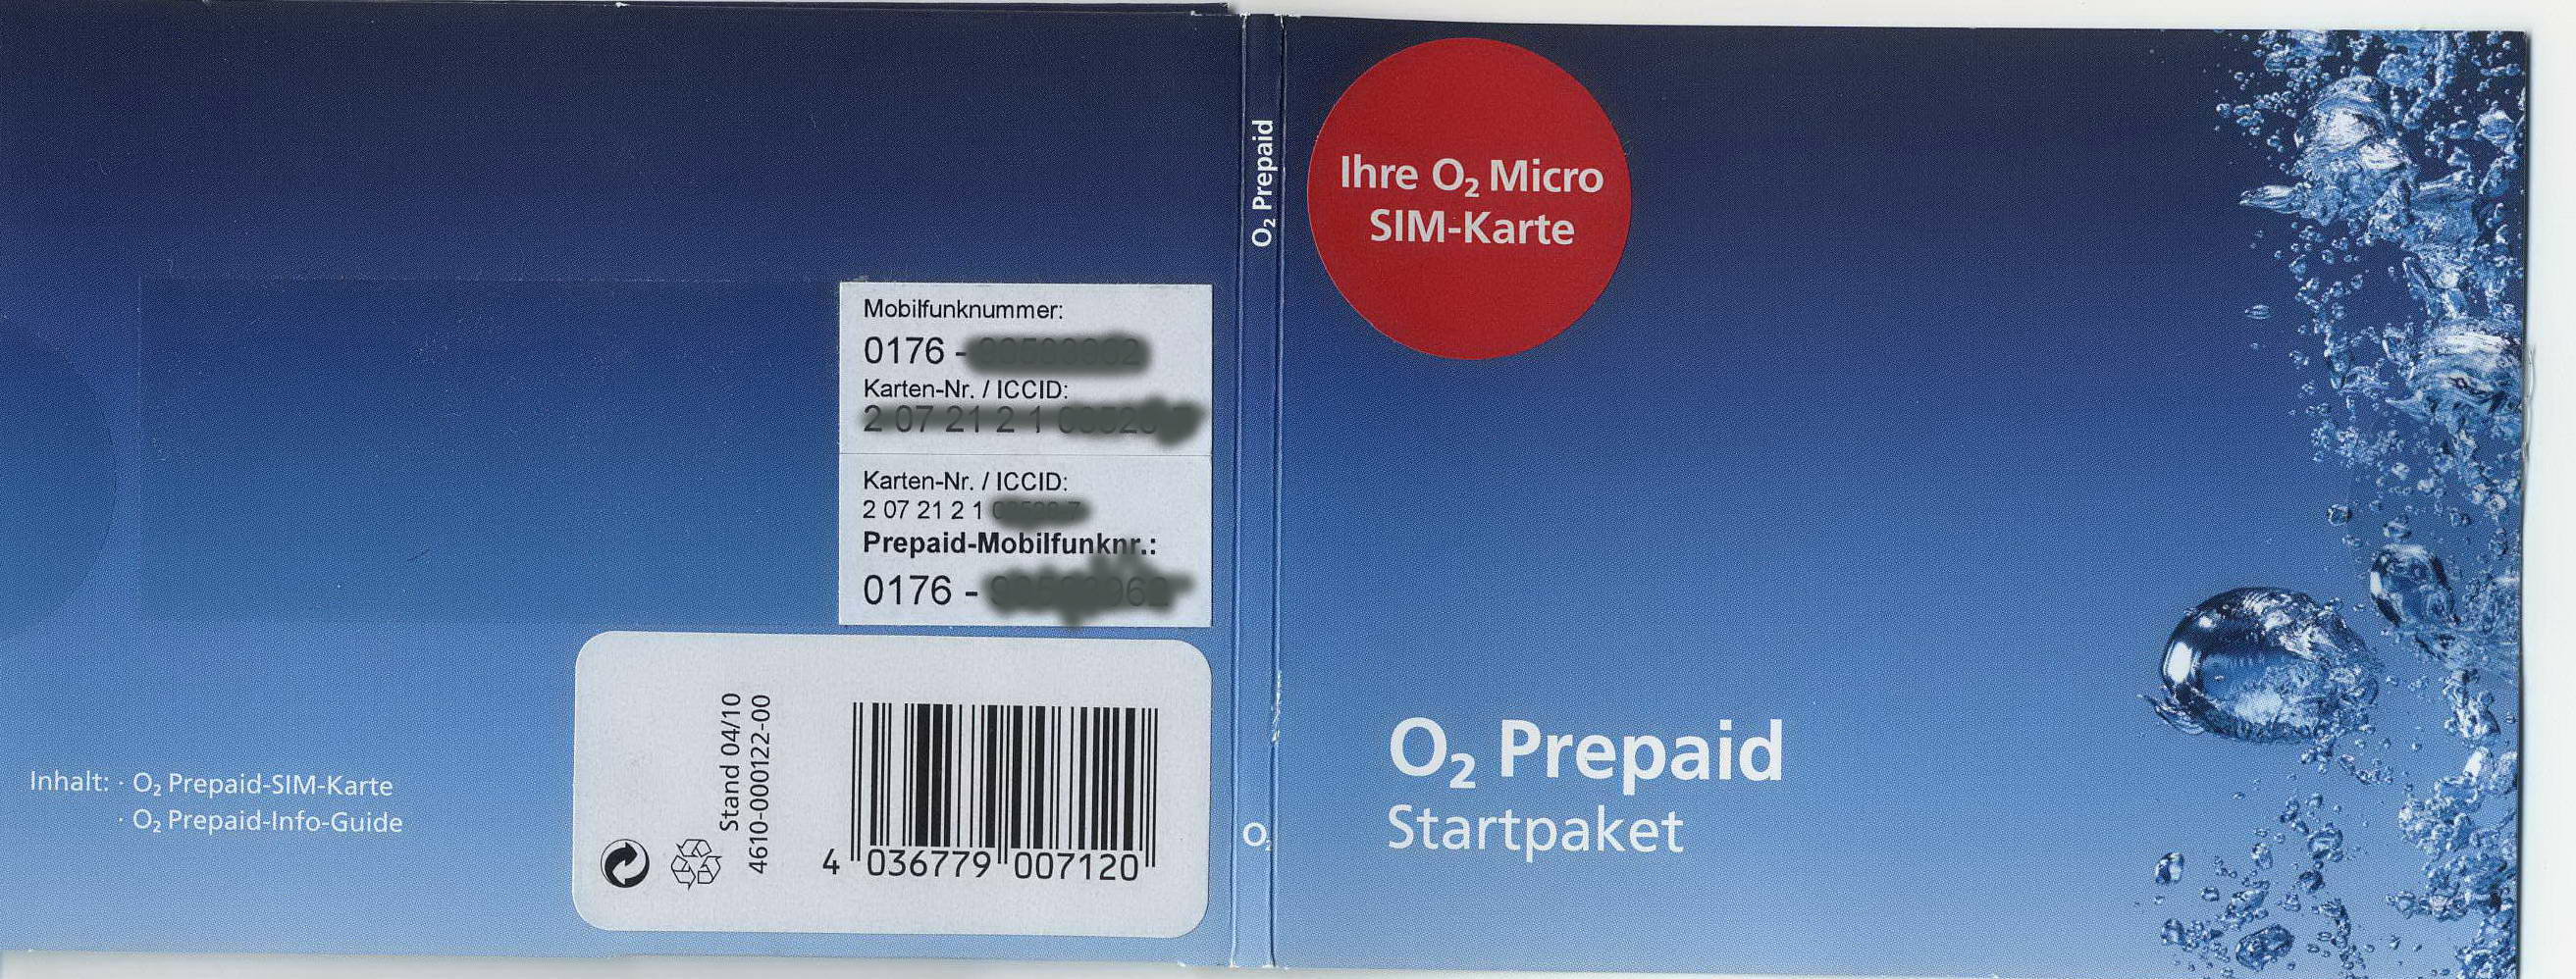 Mobilfunknummer:
0176 -
Karten-Nr. / ICCID:
2 07 21 2 1
Karten-Nr. / ICCID:
2 07 21 2 1
Prepaid-Mobilfunknr.:
0176 -
Inhalt: · O₂ Prepaid-SIM-Karte
· O₂ Prepaid-Info-Guide
Stand 04/10
4610-000122-00
4 036779 007120
O₂ Prepaid
O₂
Ihre O₂ Micro
SIM-Karte
O₂ Prepaid
Startpaket